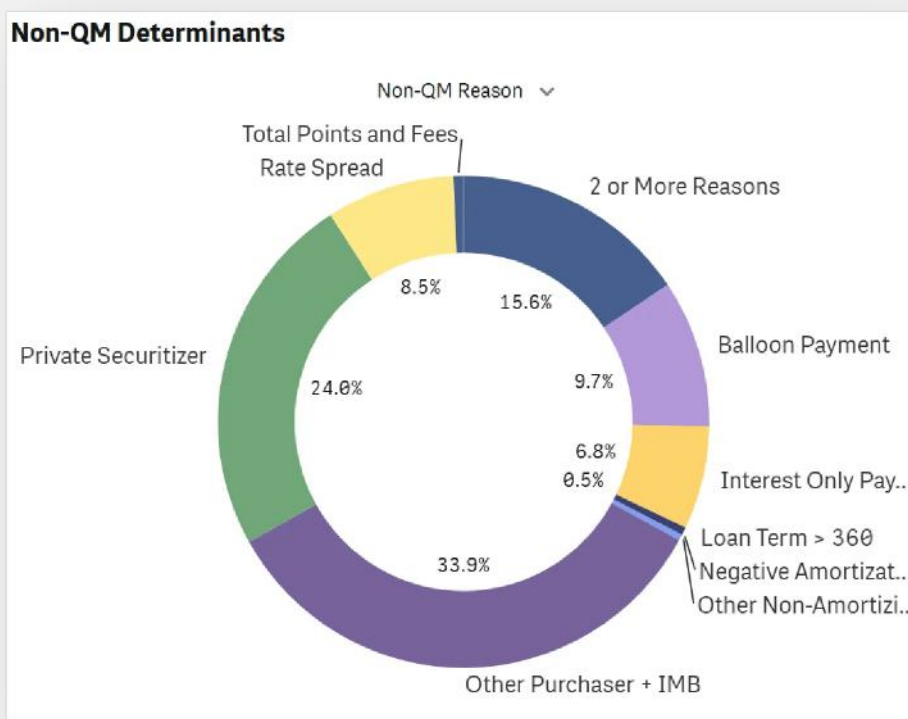 Non-QM Determinants
Non-QM Reason
Total Points and Fees
Rate Spread
2 or More Reasons
8.5%
15.6%
Balloon Payment
Private Securitizer
9.7%
24.0%
6.8%
0.5%
Interest Only Pay..
Loan Term > 360
33.9%
Negative Amortizat..
Other Non-Amortizi..
Other Purchaser + IMB